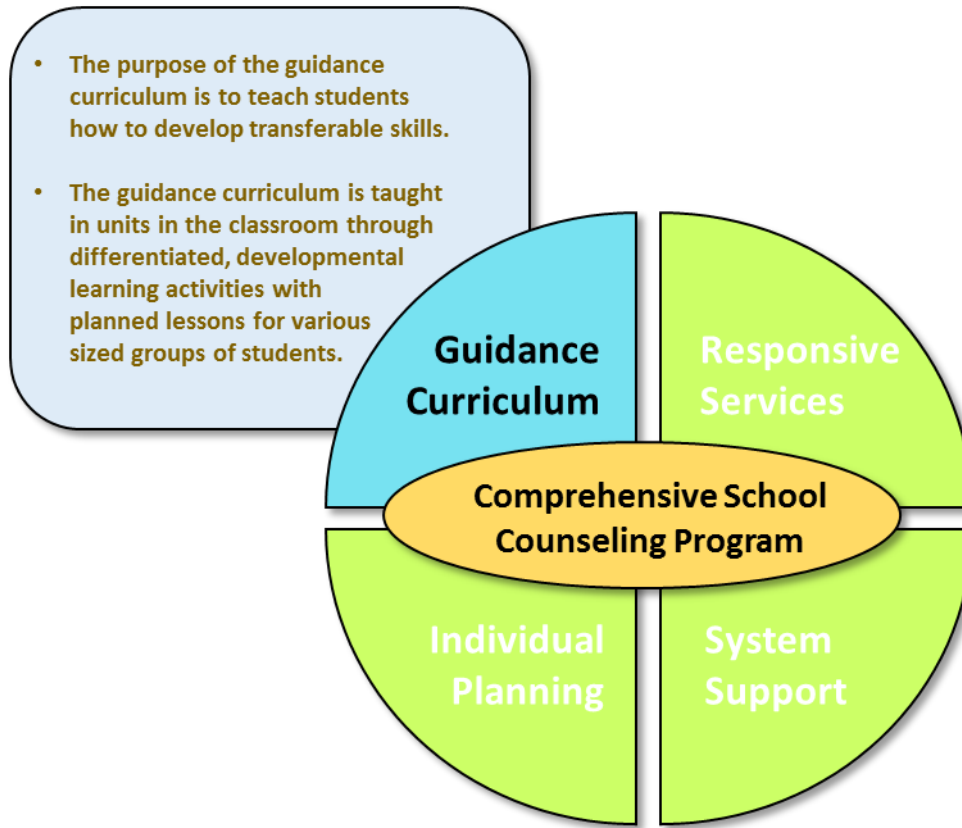 • The purpose of the guidance
curriculum is to teach students
how to develop transferable skills.
• The guidance curriculum is taught
in units in the classroom through
differentiated, developmental
learning activities with
planned lessons for various
sized groups of students.
Guidance
Curriculum
Responsive
Services
Comprehensive School
Counseling Program
Individual
Planning
System
Support